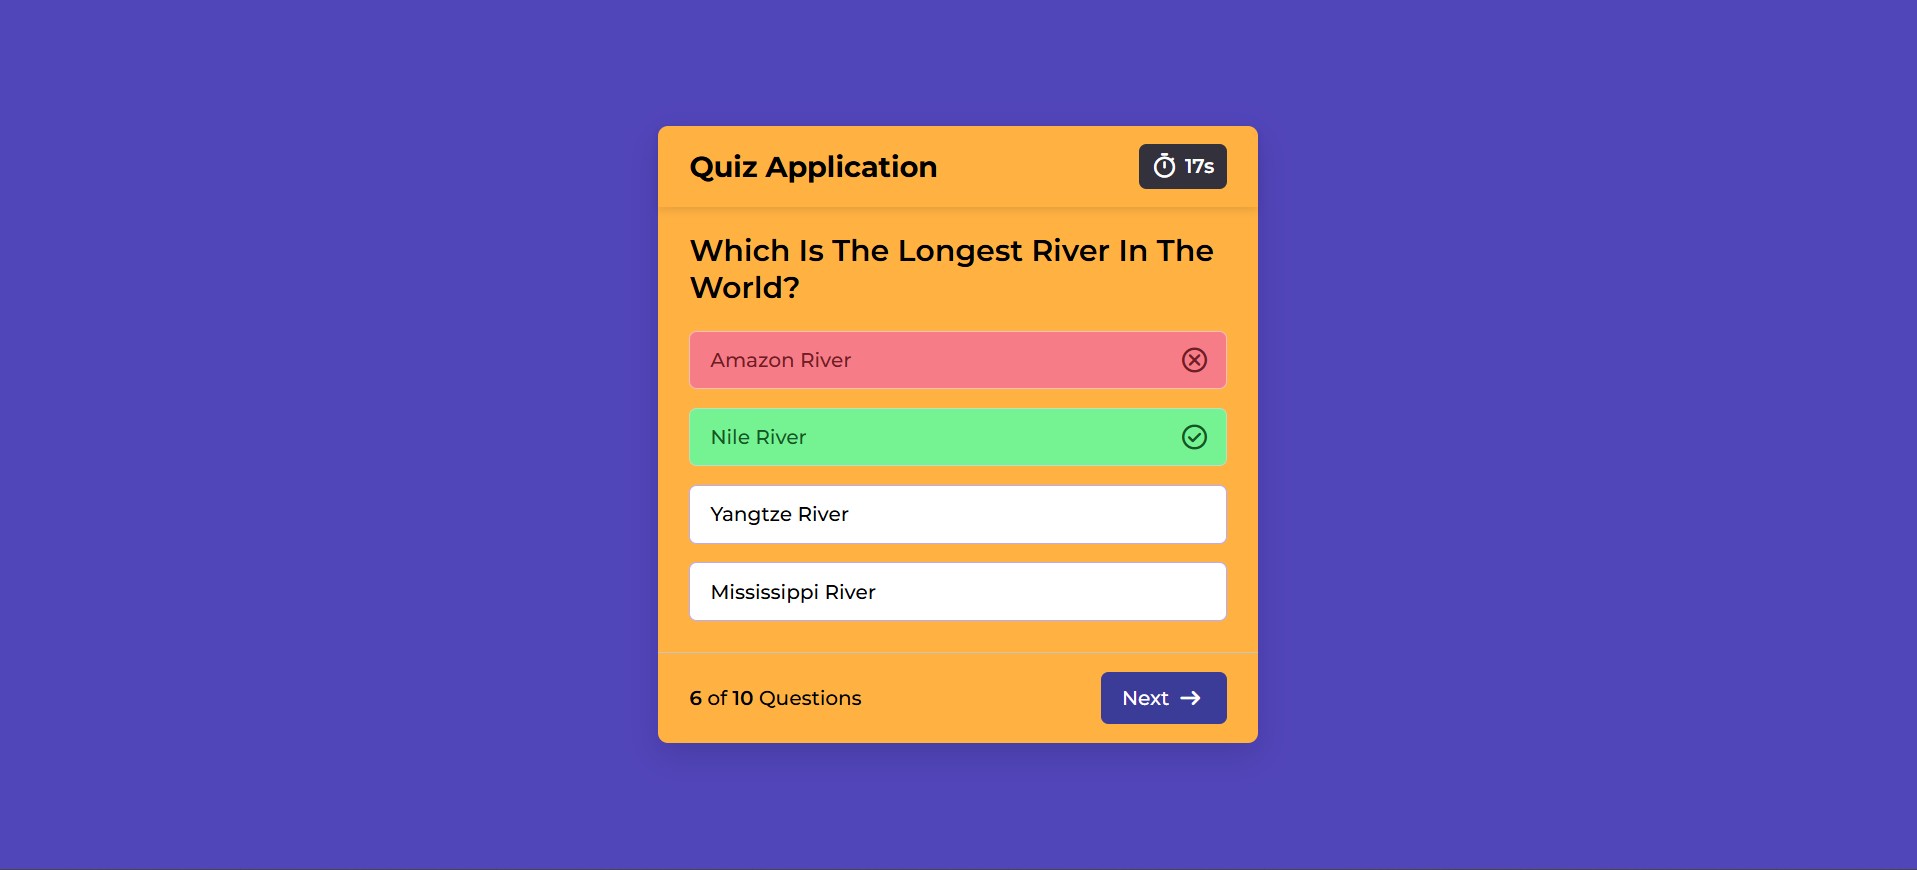 Quiz Application
17s
Which Is The Longest River In The
World?
Amazon River
Nile River
Yangtze River
Mississippi River
6 of 10 Questions
Next